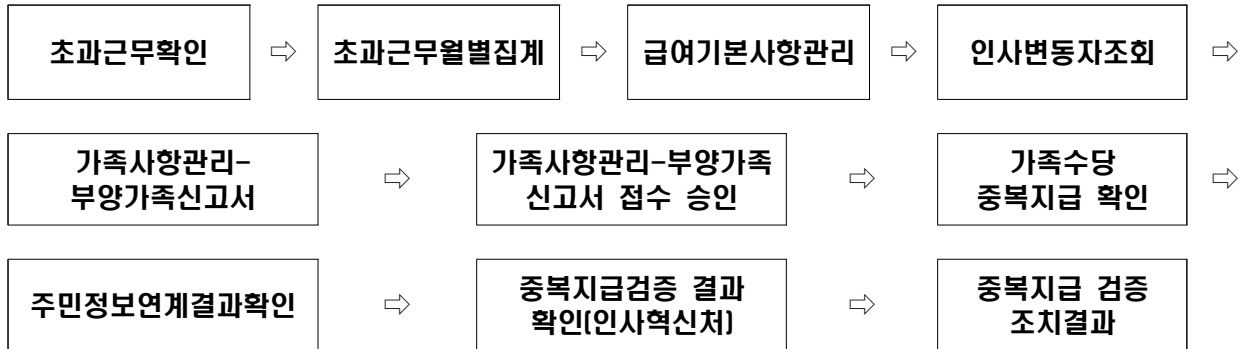 초과근무확인 ⇨ 초과근무월별집계 ⇨ 급여기본사항관리 ⇨ 인사변동자조회 ⇨
가족사항관리-
부양가족신고서
⇨
가족사항관리-부양가족
신고서 접수 승인
⇨
가족수당
중복지급 확인
⇨
주민정보연계결과확인
⇨
중복지급검증 결과
확인(인사혁신처)
⇨
중복지급 검증
조치결과